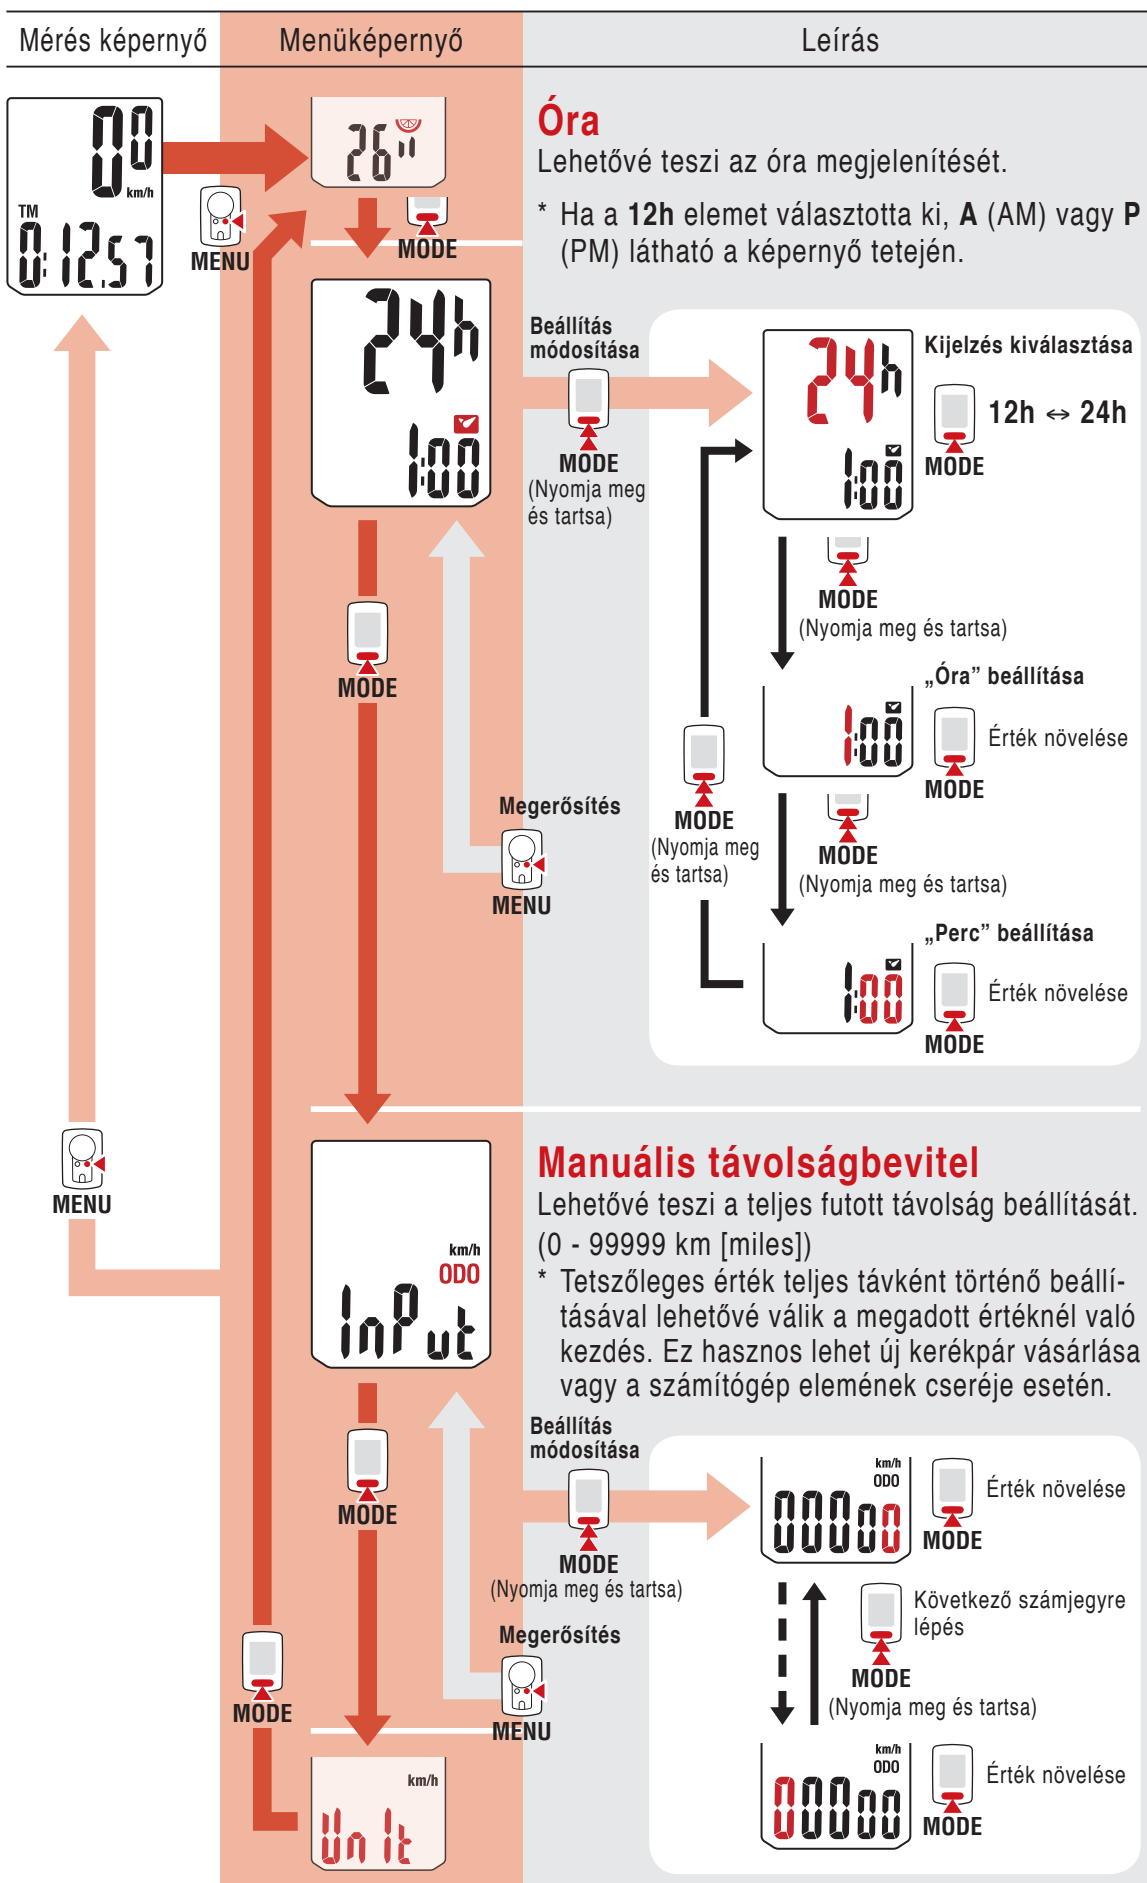 Mérés képernyő
Menüképernyő
Leírás
00
km/h
TM
0:12.57
MENU
26"
MODE
Óra
Lehetővé teszi az óra megjelenítését.
* Ha a 12h elemet választotta ki, A (AM) vagy P
(PM) látható a képernyő tetején.
24h
1:00
Beállítás
módosítása
MODE
(Nyomja meg
és tartsa)
24h
1:00
Kijelzés kiválasztása
12h ↔ 24h
MODE
MODE
(Nyomja meg és tartsa)
„Óra” beállítása
1:00
Érték növelése
MODE
MODE
MODE
(Nyomja meg
és tartsa)
MODE
(Nyomja meg és tartsa)
Megerősítés
MENU
„Perc” beállítása
1:00
Érték növelése
MODE
MENU
Manuális távolságbevitel
Lehetővé teszi a teljes futott távolság beállítását.
(0 - 99999 km [miles])
* Tetszőleges érték teljes távként történő beállí-
tásával lehetővé válik a megadott értéknél való
kezdés. Ez hasznos lehet új kerékpár vásárlása
vagy a számítógép elemének cseréje esetén.
km/h
ODO
InPut
MODE
Beállítás
módosítása
MODE
(Nyomja meg és tartsa)
km/h
ODO
00000
Érték növelése
MODE
Következő számjegyre
lépés
MODE
(Nyomja meg és tartsa)
Megerősítés
MENU
MODE
km/h
UnIt
km/h
ODO
00000
Érték növelése
MODE